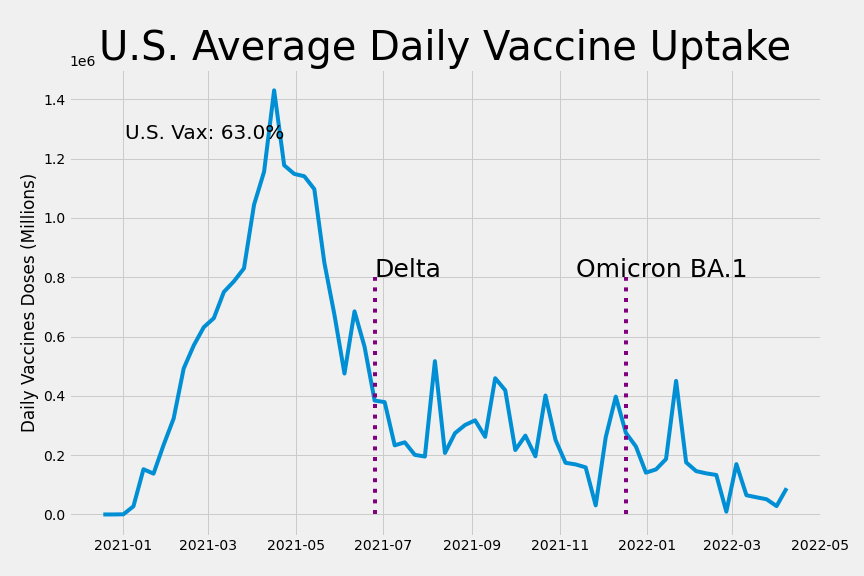 U.S. Average Daily Vaccine Uptake
1e6
1.4
U.S. Vax: 63.0%
1.2
1.0
0.8
0.6
0.4
0.2
0.0
Daily Vaccines Doses (Millions)
Delta
Omicron BA.1
2021-01 2021-03 2021-05 2021-07 2021-09 2021-11 2022-01 2022-03 2022-05